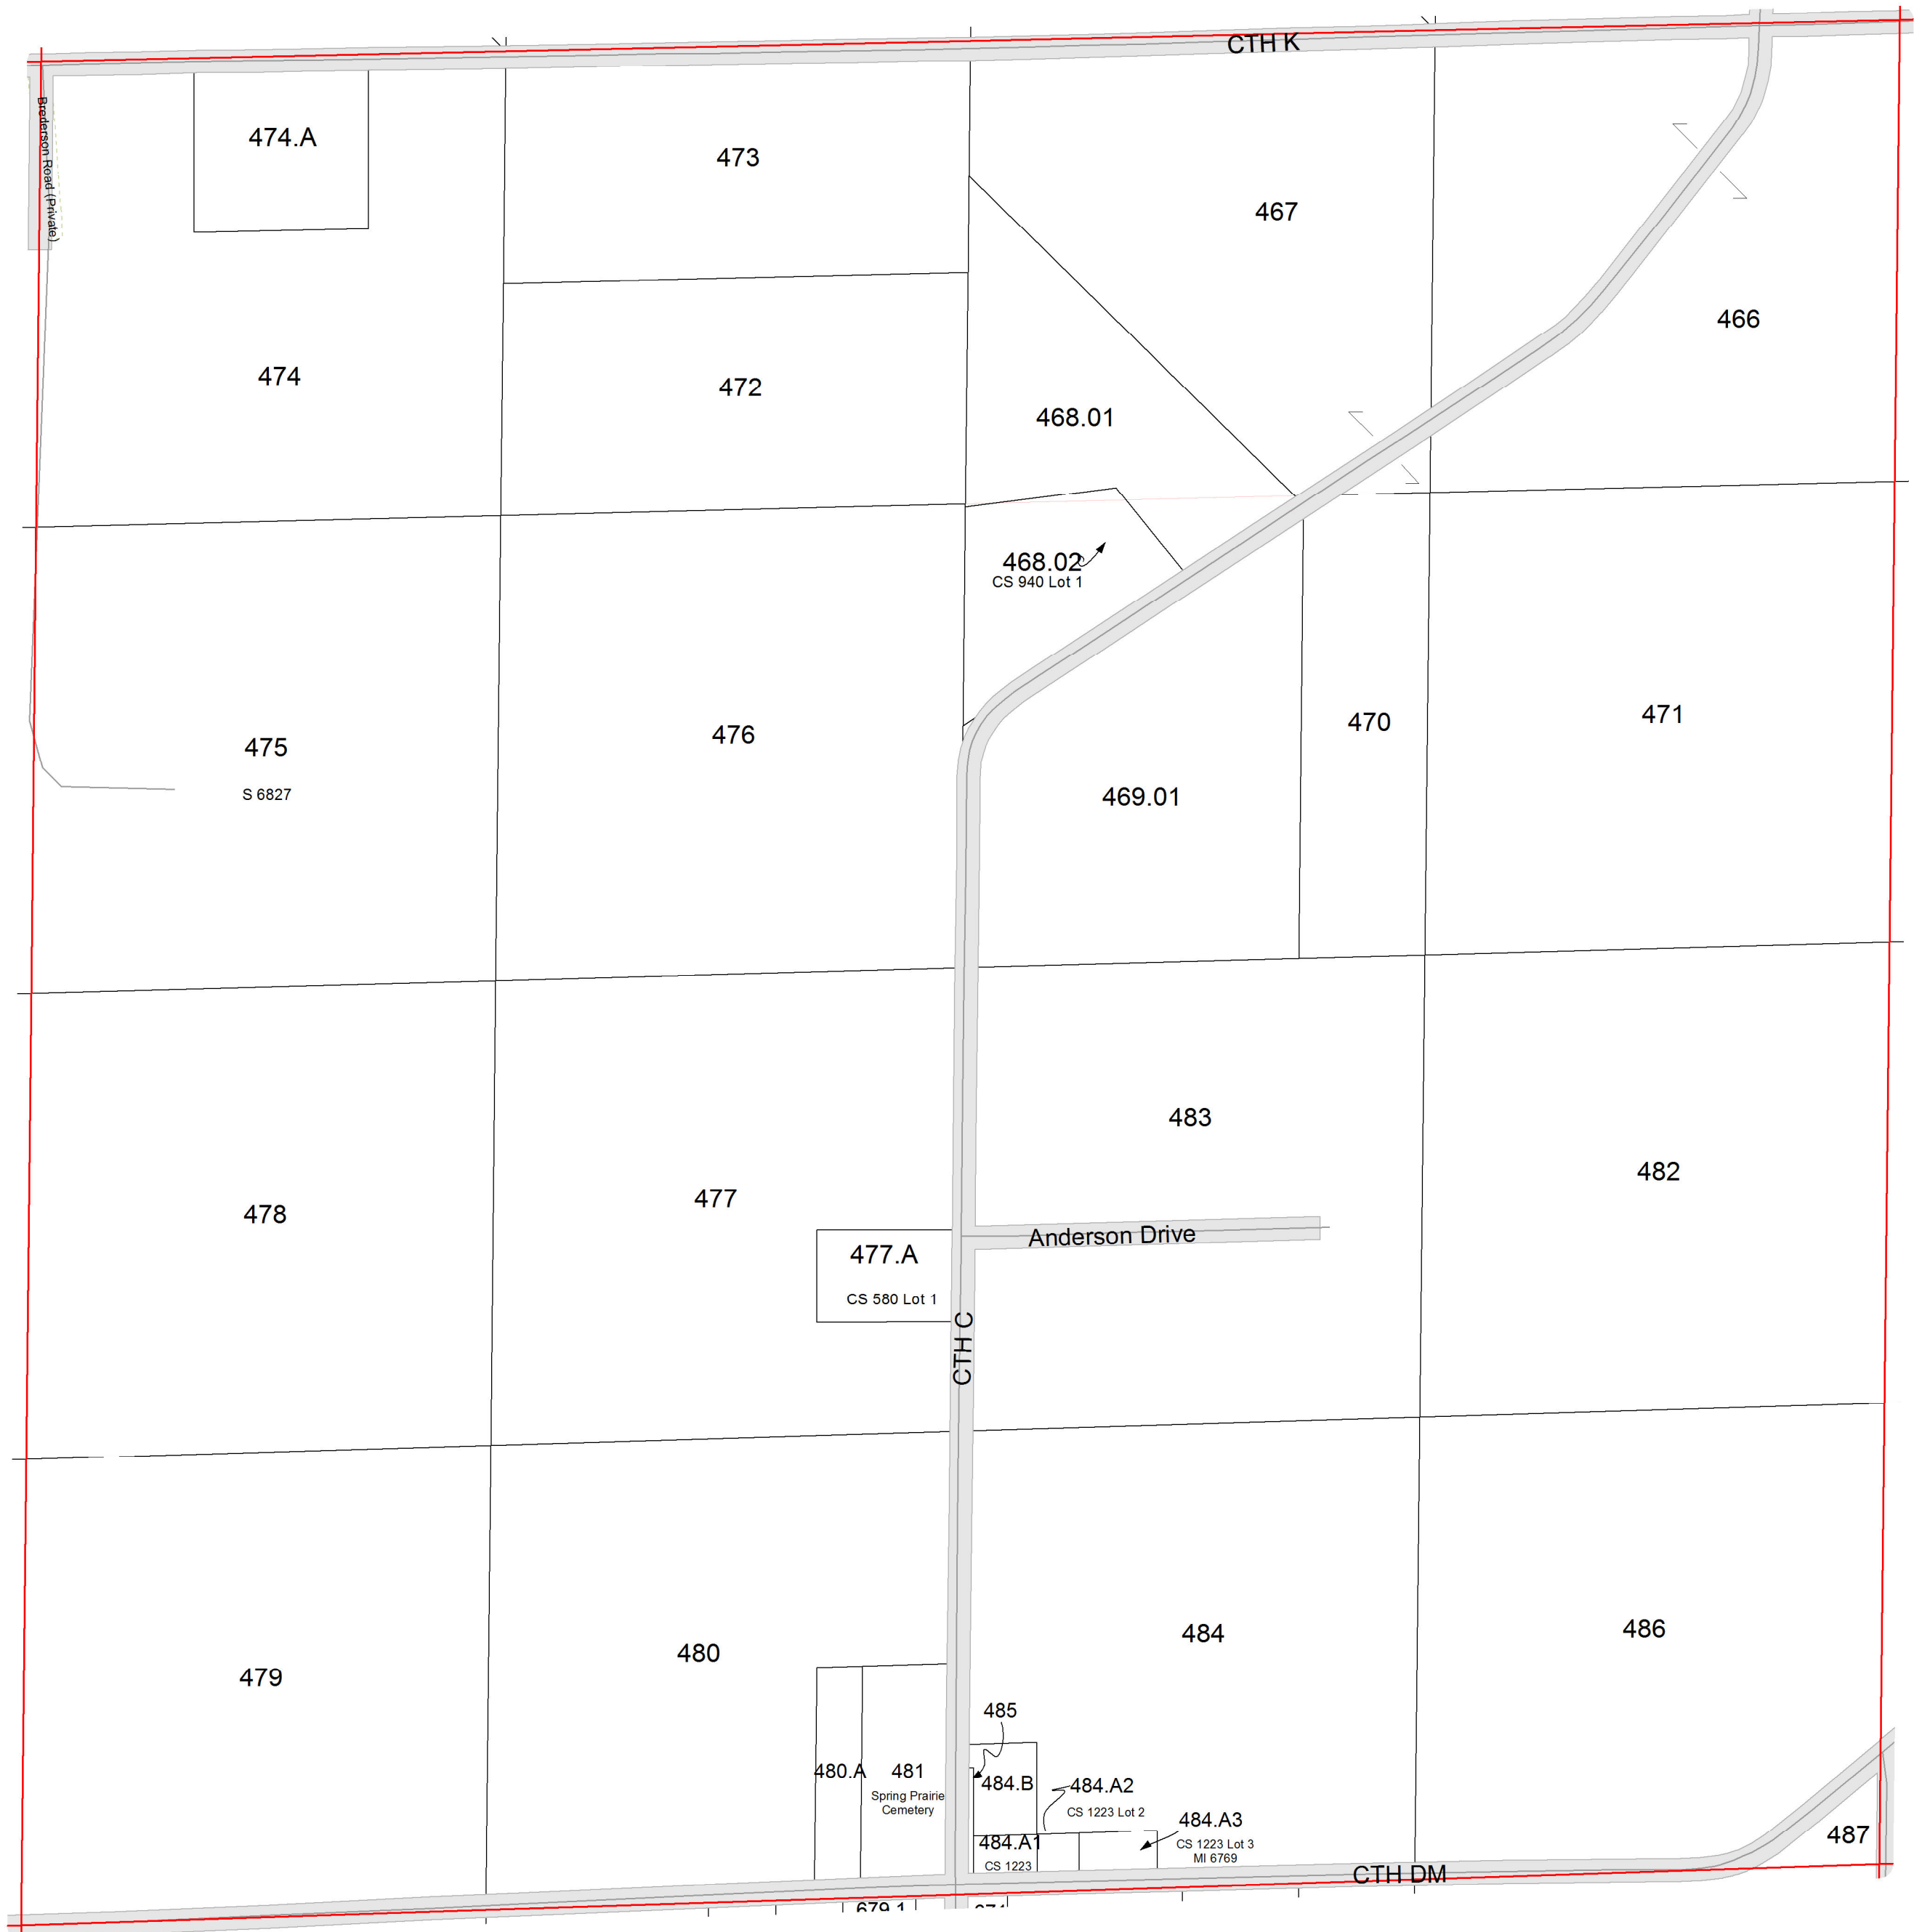 CTH K
Brederson Road (Private)
474.A
473
467
466
474
472
468.01
468.02
CS 940 Lot 1
475
S 6827
476
470
471
469.01
483
482
478
477
Anderson Drive
477.A
CS 580 Lot 1
CTH C
484
486
480
479
485
480.A
481
Spring Prairie
Cemetery
484.B
484.A2
CS 1223 Lot 2
484.A3
CS 1223 Lot 3
MI 6769
484.A1
CS 1223
487
CTH DM
679.1